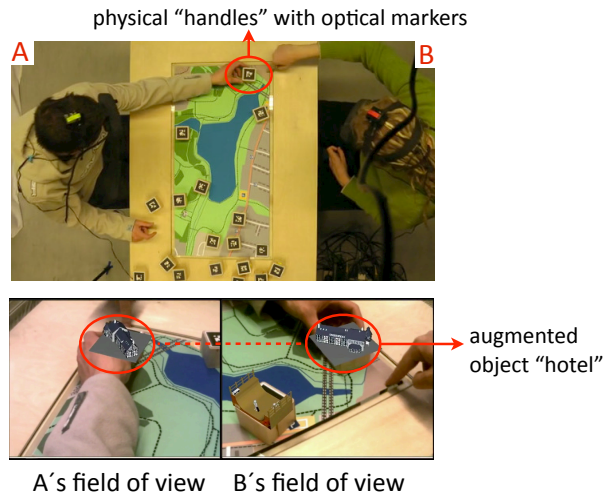 physical “handles” with optical markers
A
B
augmented
object “hotel”
A´s field of view
B´s field of view